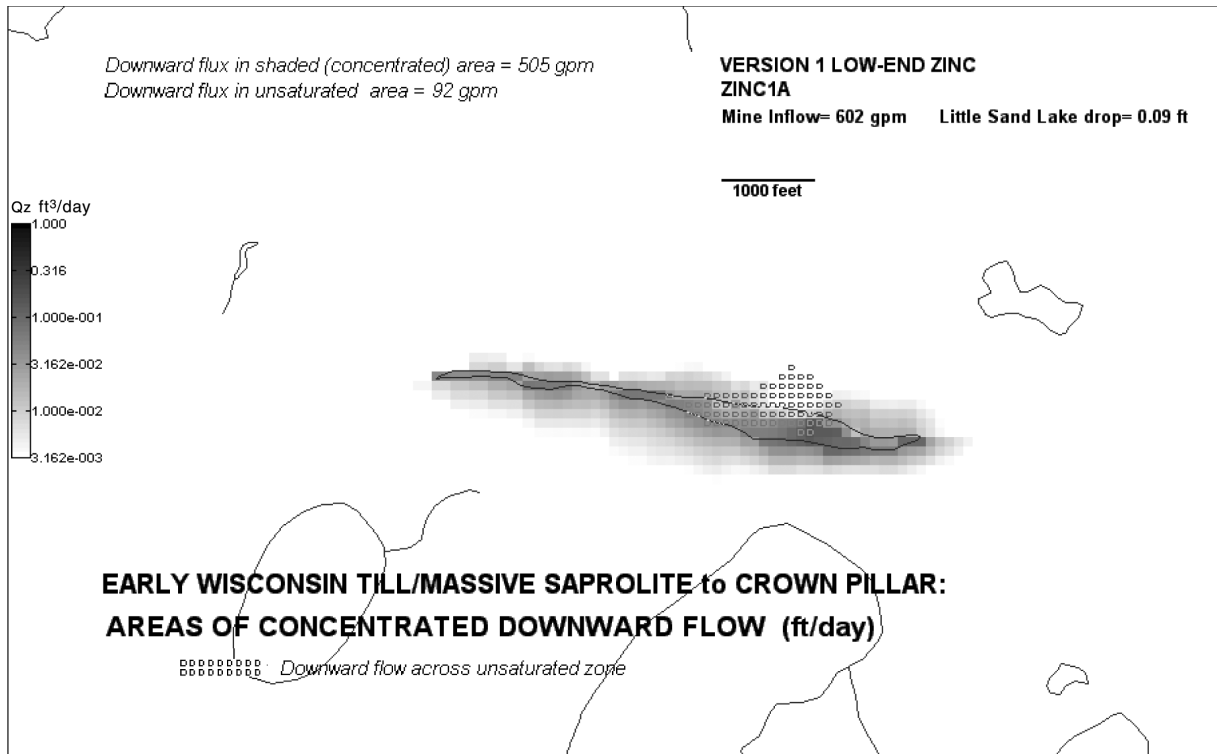 Downward flux in shaded (concentrated) area = 505 gpm
Downward flux in unsaturated area = 92 gpm
VERSION 1 LOW-END ZINC
ZINC1A
Mine Inflow= 602 gpm Little Sand Lake drop= 0.09 ft
1000 feet
Qz ft³/day
1.000
0.316
1.000e-001
3.162e-002
1.000e-002
3.162e-003
EARLY WISCONSIN TILL/MASSIVE SAPROLITE to CROWN PILLAR:
AREAS OF CONCENTRATED DOWNWARD FLOW (ft/day)
Downward flow across unsaturated zone